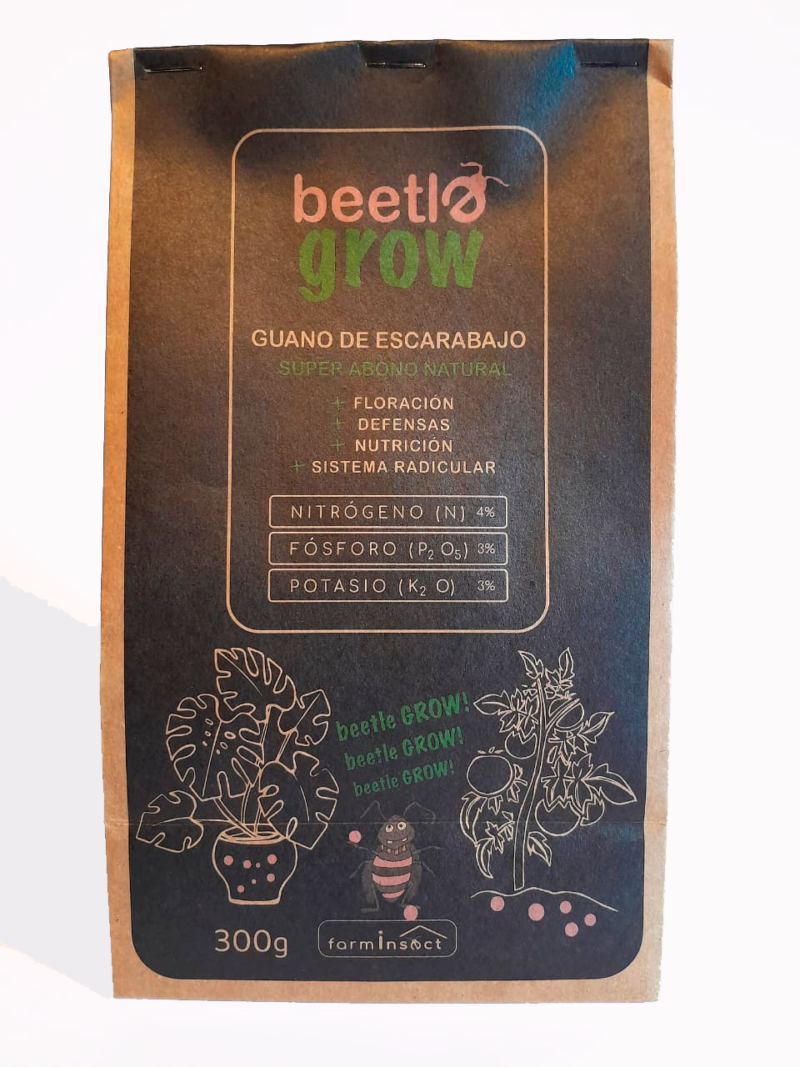 beetle
grow
GUANO DE ESCARABAJO
SUPER ABONO NATURAL
+ FLORACIÓN
+ DEFENSAS
+ NUTRICIÓN
+ SISTEMA RADICULAR
NITRÓGENO (N) 4%
FÓSFORO (P₂ O₅) 3%
POTASIO (K₂ O) 3%
beetle GROW!
beetle GROW!
beetle GROW!
300g
farminsect